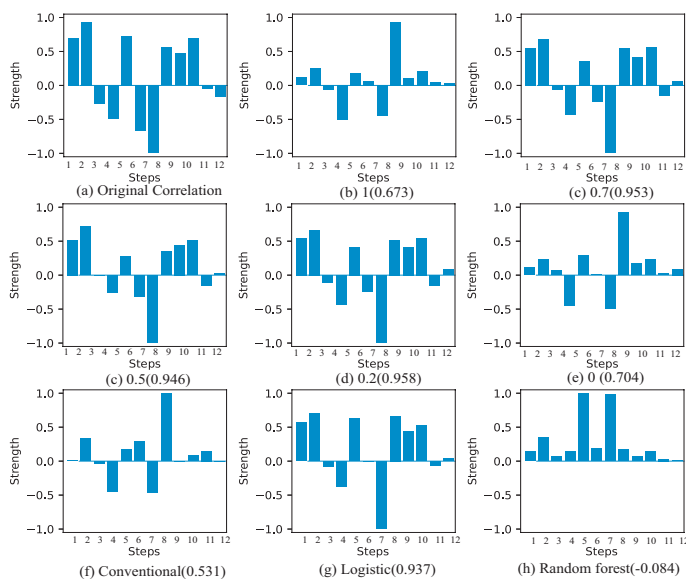 1.0
0.5
0.0
−0.5
−1.0
Strength
1 2 3 4 5 6 7 8 9 10 11 12
Steps
(a) Original Correlation
1.0
0.5
0.0
−0.5
−1.0
Strength
1 2 3 4 5 6 7 8 9 10 11 12
Steps
(b) 1(0.673)
1.0
0.5
0.0
−0.5
−1.0
Strength
1 2 3 4 5 6 7 8 9 10 11 12
Steps
(c) 0.7(0.953)
1.0
0.5
0.0
−0.5
−1.0
Strength
1 2 3 4 5 6 7 8 9 10 11 12
Steps
(c) 0.5(0.946)
1.0
0.5
0.0
−0.5
−1.0
Strength
1 2 3 4 5 6 7 8 9 10 11 12
Steps
(d) 0.2(0.958)
1.0
0.5
0.0
−0.5
−1.0
Strength
1 2 3 4 5 6 7 8 9 10 11 12
Steps
(e) 0 (0.704)
1.0
0.5
0.0
−0.5
−1.0
Strength
1 2 3 4 5 6 7 8 9 10 11 12
(f) Conventional(0.531)
1.0
0.5
0.0
−0.5
−1.0
Strength
1 2 3 4 5 6 7 8 9 10 11 12
(g) Logistic(0.937)
1.0
0.5
0.0
−0.5
−1.0
Strength
1 2 3 4 5 6 7 8 9 10 11 12
(h) Random forest(-0.084)